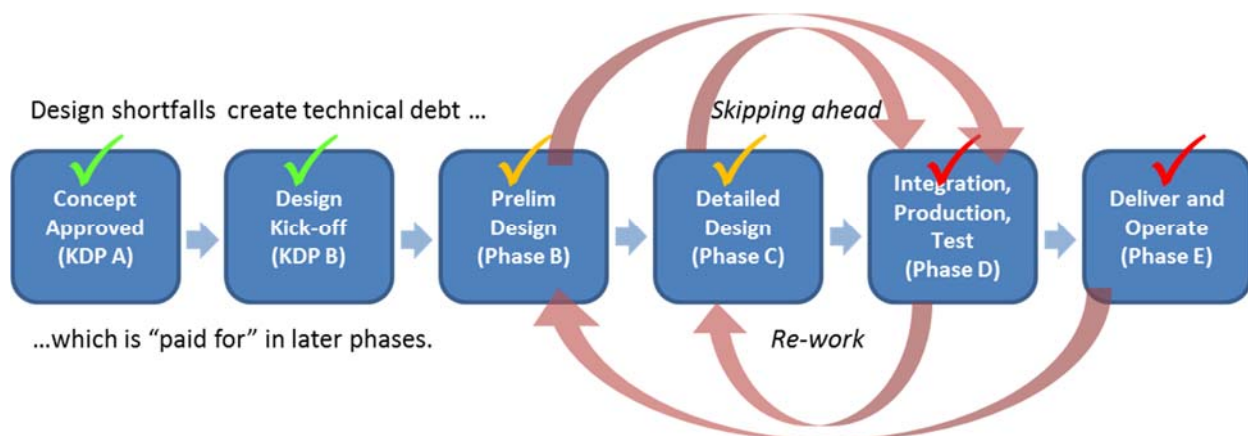 Design shortfalls create technical debt ...
Skipping ahead
Concept
Approved
(KDP A)
Design
Kick-off
(KDP B)
Prelim
Design
(Phase B)
Detailed
Design
(Phase C)
Integration,
Production,
Test
(Phase D)
Deliver and
Operate
(Phase E)
...which is “paid for” in later phases.
Re-work